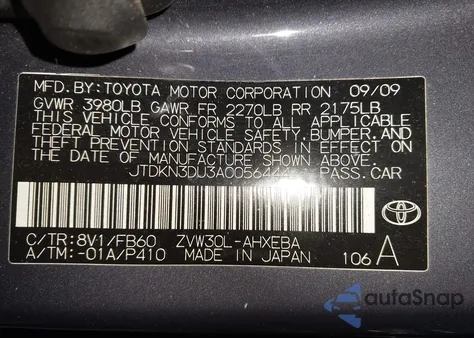 MFD.BY:TOYOTA MOTOR CORPORATION 09/09
GVWR 3980LB GAWR FR 2270LB RR 2175LB
THIS VEHICLE CONFORMS TO ALL APPLICABLE
FEDERAL MOTOR VEHICLE SAFETY, BUMPER, AND
THEFT PREVENTION STANDARDS IN EFFECT ON
THE DATE OF MANUFACTURE SHOWN ABOVE.
JTDKN3DU3A0056444 PASS.CAR
C/TR:8V1/FB60 ZVW30L-AHXEBA
A/TM:-01A/P410 MADE IN JAPAN 106 A
TOYOTA
autoSnap